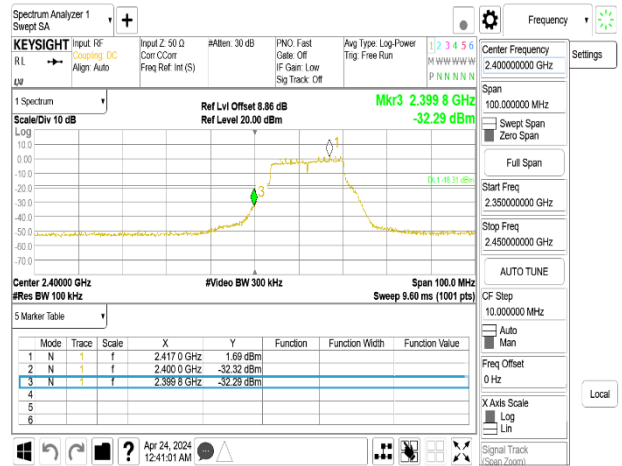 Spectrum Analyzer 1
Swept SA
Frequency
KEYSIGHT
RL
Input: RF
Coupling: DC
Align: Auto
Input Z: 50 Ω
Corr CCorr
Freq Ref: Int (S)
#Atten: 30 dB
PNO: Fast
Gate: Off
IF Gain: Low
Sig Track: Off
Avg Type: Log-Power
Trig: Free Run
1 2 3 4 5 6
M W W W W W
P N N N N N
1 Spectrum
Scale/Div 10 dB
Ref Lvl Offset 8.86 dB
Ref Level 20.00 dBm
Mkr3 2.399 8 GHz
-32.29 dBm
Log
10.0
0.00
-10.0
-20.0
-30.0
-40.0
-50.0
-60.0
-70.0
1
3
Center 2.40000 GHz
#Res BW 100 kHz
#Video BW 300 kHz
Span 100.0 MHz
Sweep 9.60 ms (1001 pts)
5 Marker Table
Mode Trace Scale X Y Function Function Width Function Value
1 N 1 f 2.417 0 GHz 1.69 dBm
2 N 1 f 2.400 0 GHz -32.32 dBm
3 N 1 f 2.399 8 GHz -32.29 dBm
4
5
6
Apr 24, 2024
12:41:01 AM
Center Frequency
2.400000000 GHz
Settings
Span
100.000000 MHz
Swept Span
Zero Span
Full Span
Start Freq
2.350000000 GHz
Stop Freq
2.450000000 GHz
AUTO TUNE
CF Step
10.000000 MHz
Auto
Man
Freq Offset
0 Hz
X Axis Scale
Log
Lin
Local
Signal Track
(Span Zoom)